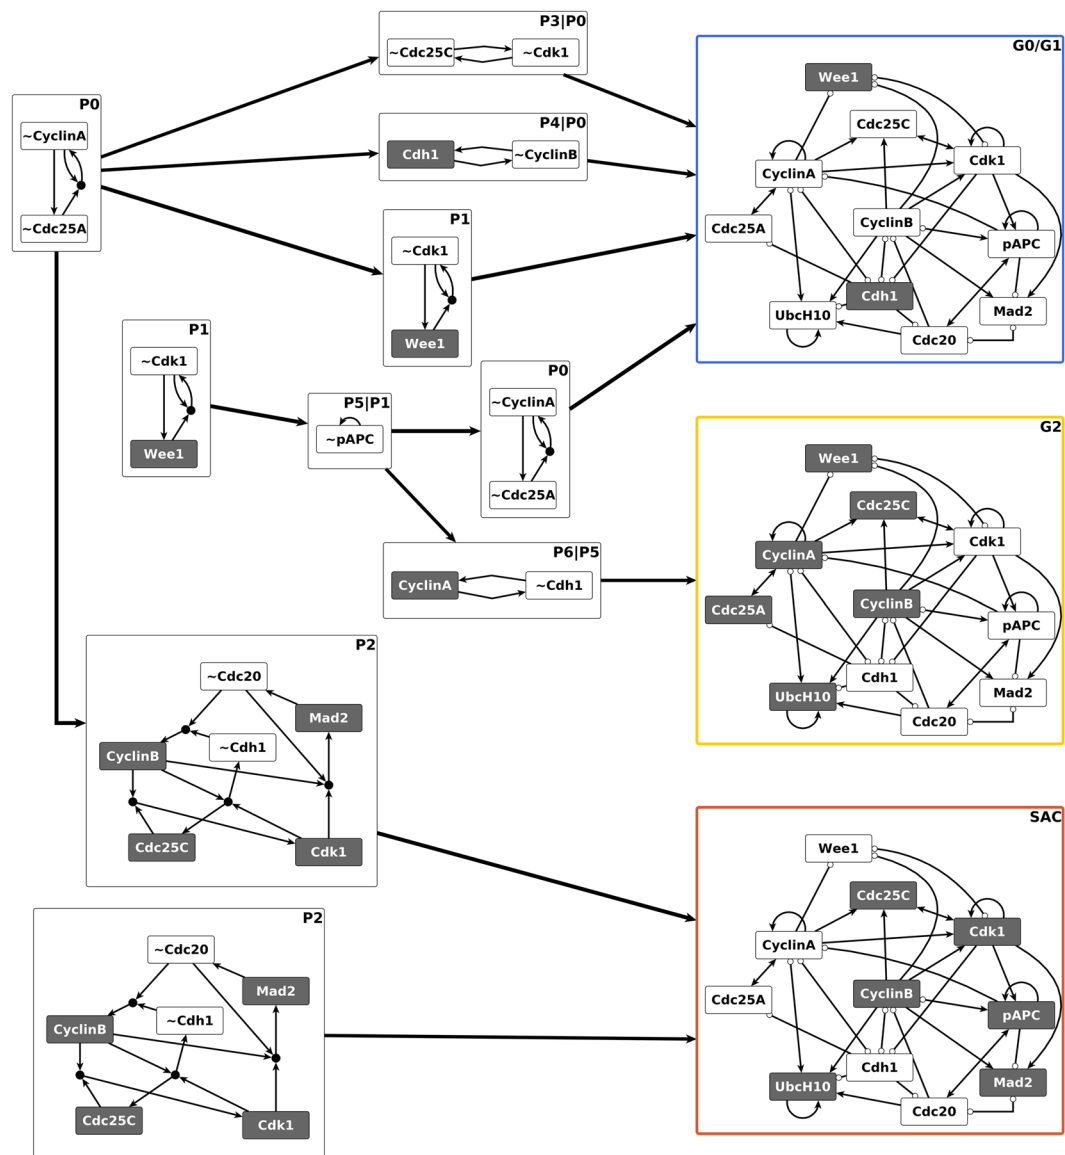 P3|P0
~Cdc25C
~Cdk1
P0
~CyclinA
~Cdc25A
P4|P0
Cdh1
~CyclinB
P1
~Cdk1
Wee1
G0/G1
Wee1
Cdc25C
Cdk1
CyclinA
Cdc25A
CyclinB
pAPC
Cdh1
UbcH10
Mad2
Cdc20
P1
~Cdk1
Wee1
P5|P1
~pAPC
P0
~CyclinA
~Cdc25A
P6|P5
CyclinA
~Cdh1
G2
Wee1
Cdc25C
Cdk1
CyclinA
Cdc25A
CyclinB
pAPC
Cdh1
UbcH10
Mad2
Cdc20
P2
~Cdc20
Mad2
~Cdh1
CyclinB
Cdc25C
Cdk1
SAC
Wee1
Cdc25C
Cdk1
CyclinA
Cdc25A
CyclinB
pAPC
Cdh1
UbcH10
Mad2
Cdc20
P2
~Cdc20
Mad2
~Cdh1
CyclinB
Cdc25C
Cdk1